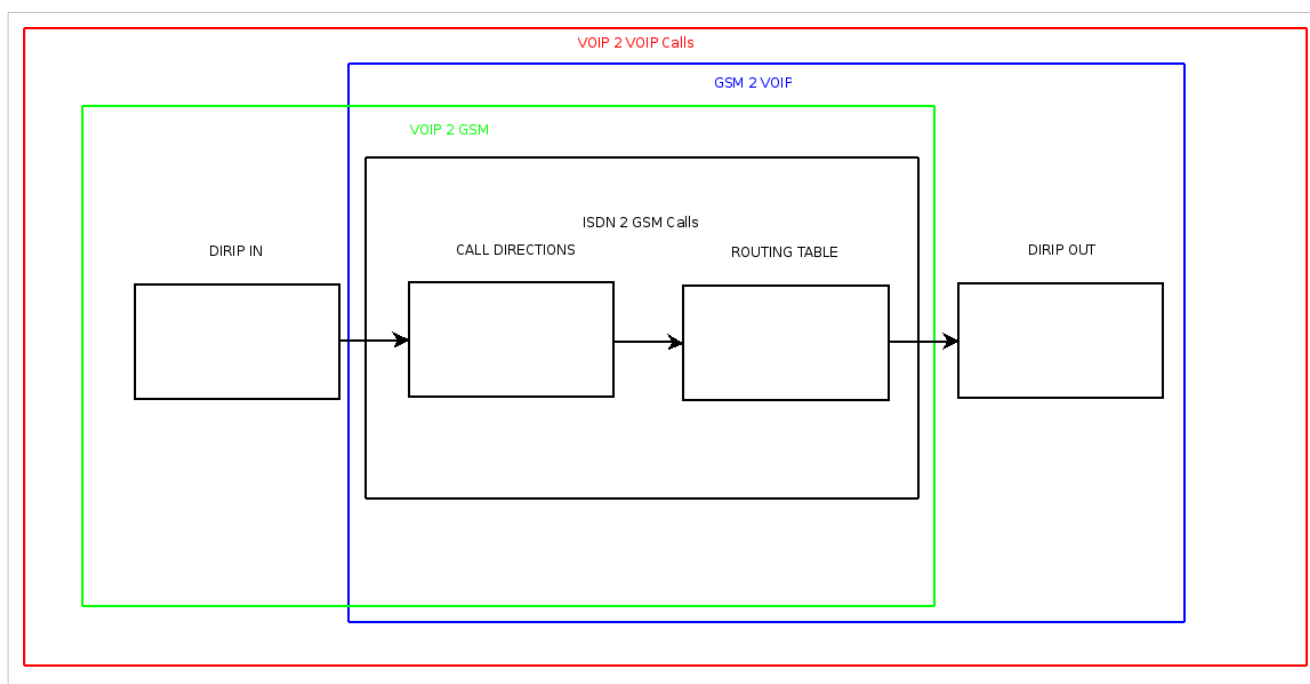 VOIP 2 VOIP Calls
GSM 2 VOIP
VOIP 2 GSM
ISDN 2 GSM Calls
DIRIP IN
CALL DIRECTIONS
ROUTING TABLE
DIRIP OUT